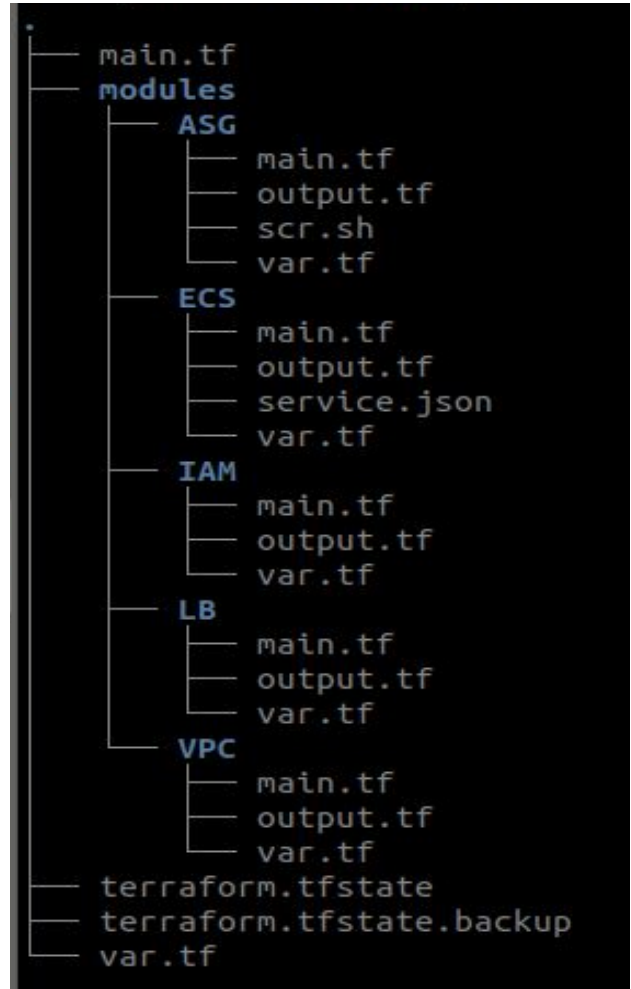 .
main.tf
modules
ASG
main.tf
output.tf
scr.sh
var.tf
ECS
main.tf
output.tf
service.json
var.tf
IAM
main.tf
output.tf
var.tf
LB
main.tf
output.tf
var.tf
VPC
main.tf
output.tf
var.tf
terraform.tfstate
terraform.tfstate.backup
var.tf